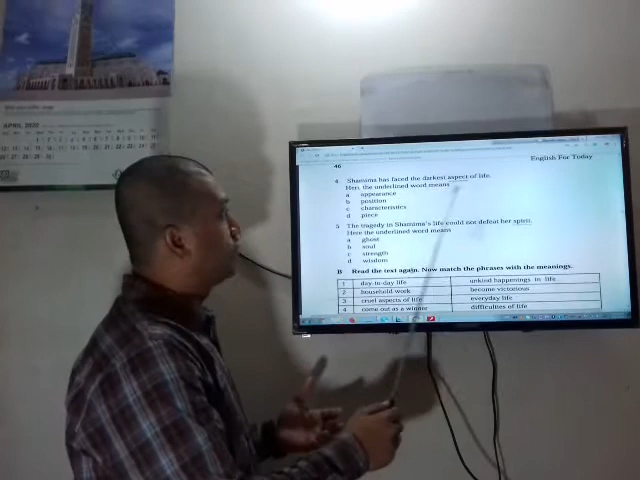 APRIL 2020
46
English For Today
4 Shamima has faced the darkest aspect of life.
Here the underlined word means
a appearance
b position
c characteristics
d piece
5 The tragedy in Shamima's life could not defeat her spirit.
Here the underlined word means
a ghost
b soul
c strength
d wisdom
B Read the text again. Now match the phrases with the meanings.
1 day-to-day life unkind happenings in life
2 household work become victorious
3 cruel aspects of life everyday life
4 come out as a winner difficulties of life